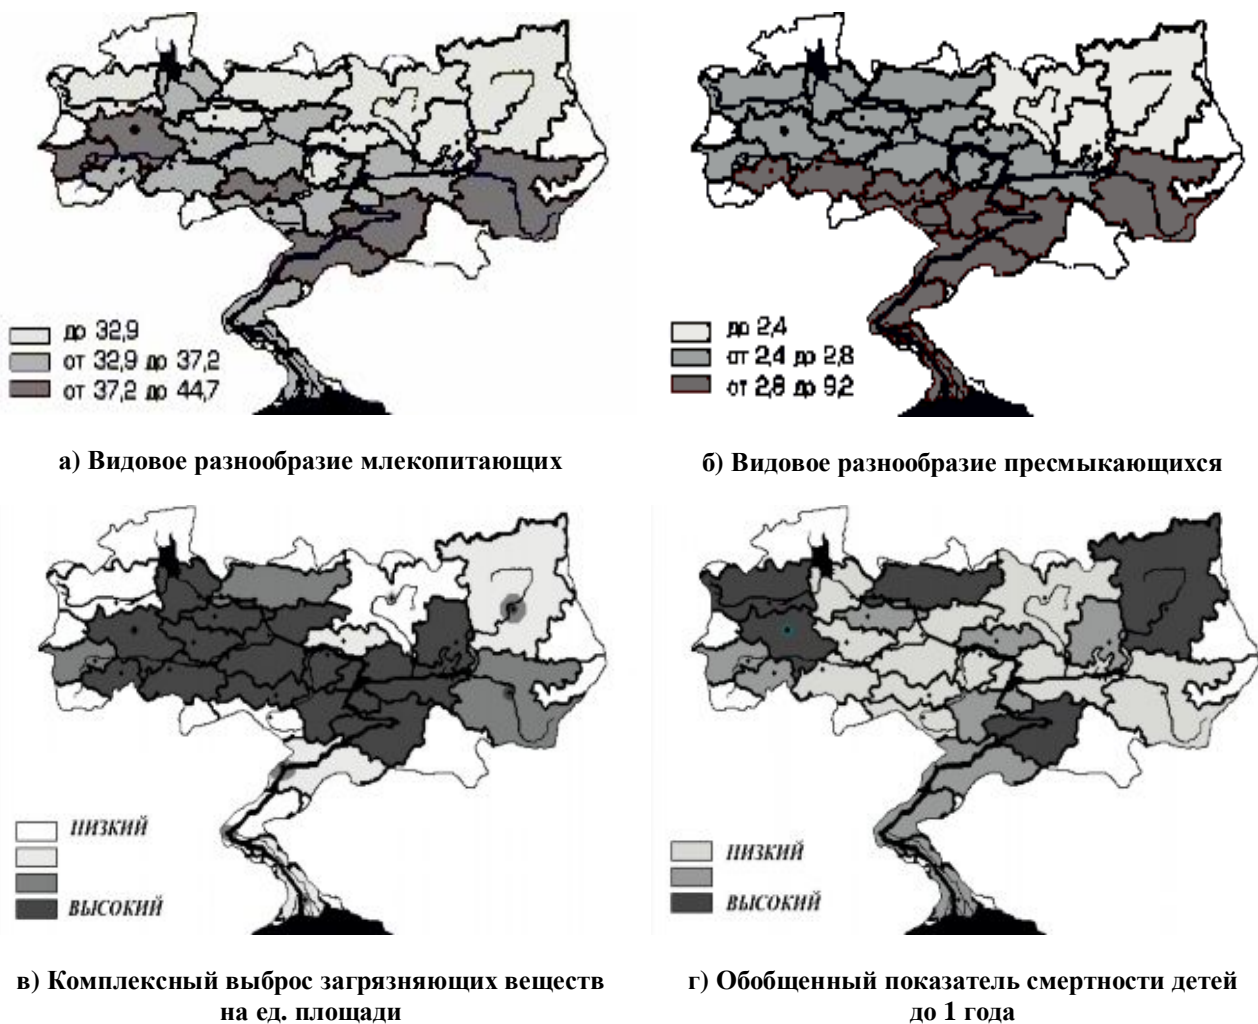 до 32,9
от 32,9 до 37,2
от 37,2 до 44,7
до 2,4
от 2,4 до 2,8
от 2,8 до 9,2
а) Видовое разнообразие млекопитающих
б) Видовое разнообразие пресмыкающихся
НИЗКИЙ
ВЫСОКИЙ
НИЗКИЙ
ВЫСОКИЙ
в) Комплексный выброс загрязняющих веществ
на ед. площади
г) Обобщенный показатель смертности детей
до 1 года